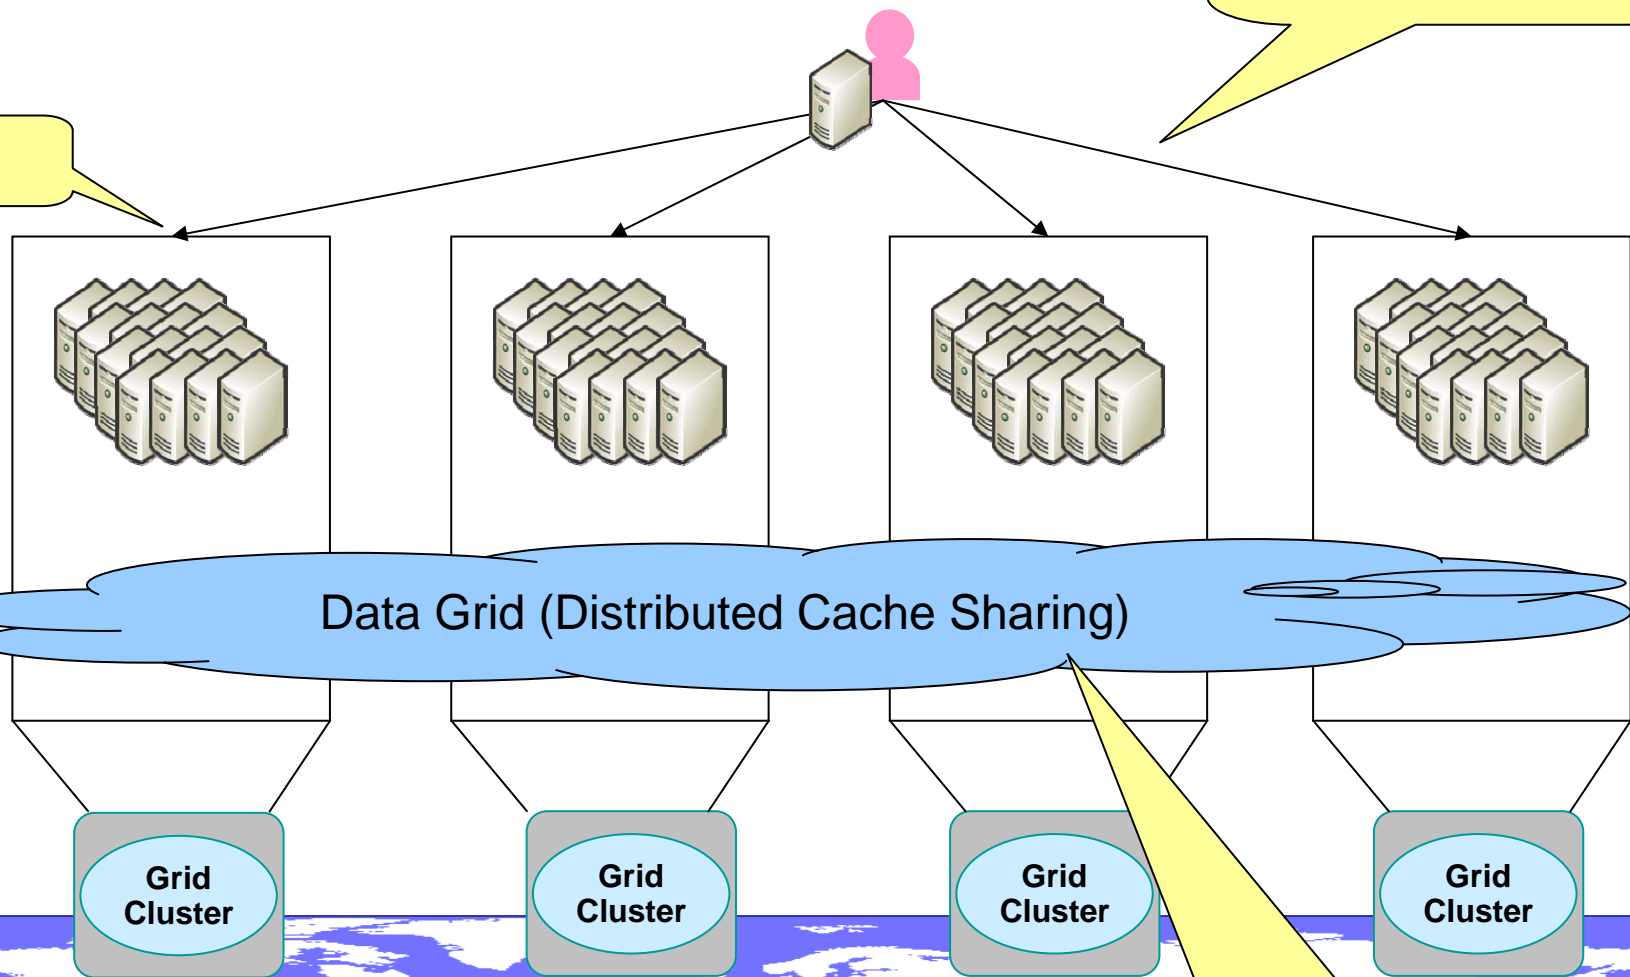 Data Grid (Distributed Cache Sharing)
Grid
Cluster
Grid
Cluster
Grid
Cluster
Grid
Cluster